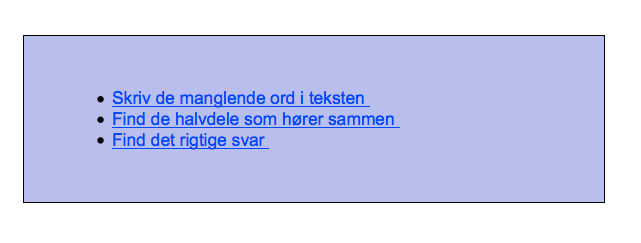 Skriv de manglende ord i teksten
Find de halvdele som hører sammen
Find det rigtige svar